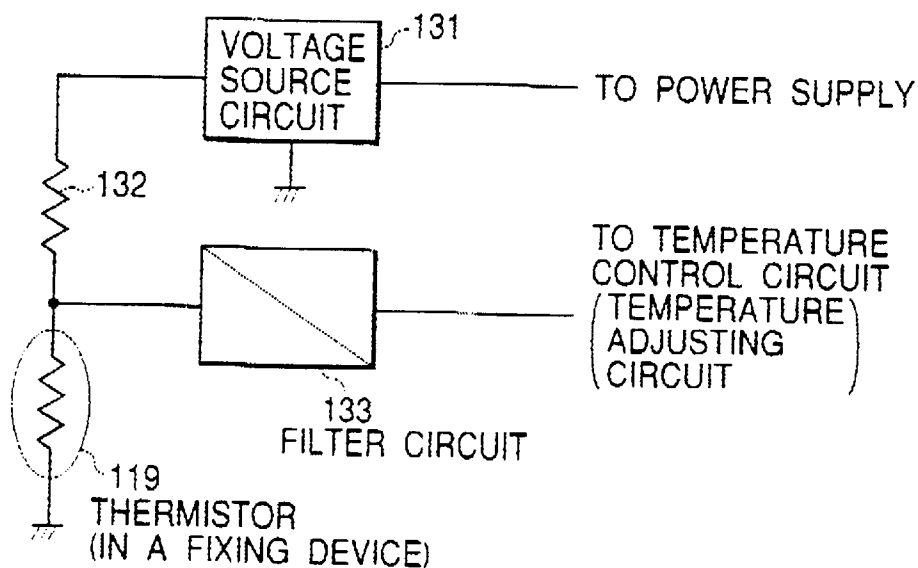 VOLTAGE
SOURCE
CIRCUIT
131
TO POWER SUPPLY
132
TO TEMPERATURE
CONTROL CIRCUIT
(TEMPERATURE
ADJUSTING
CIRCUIT)
133
FILTER CIRCUIT
119
THERMISTOR
(IN A FIXING DEVICE)